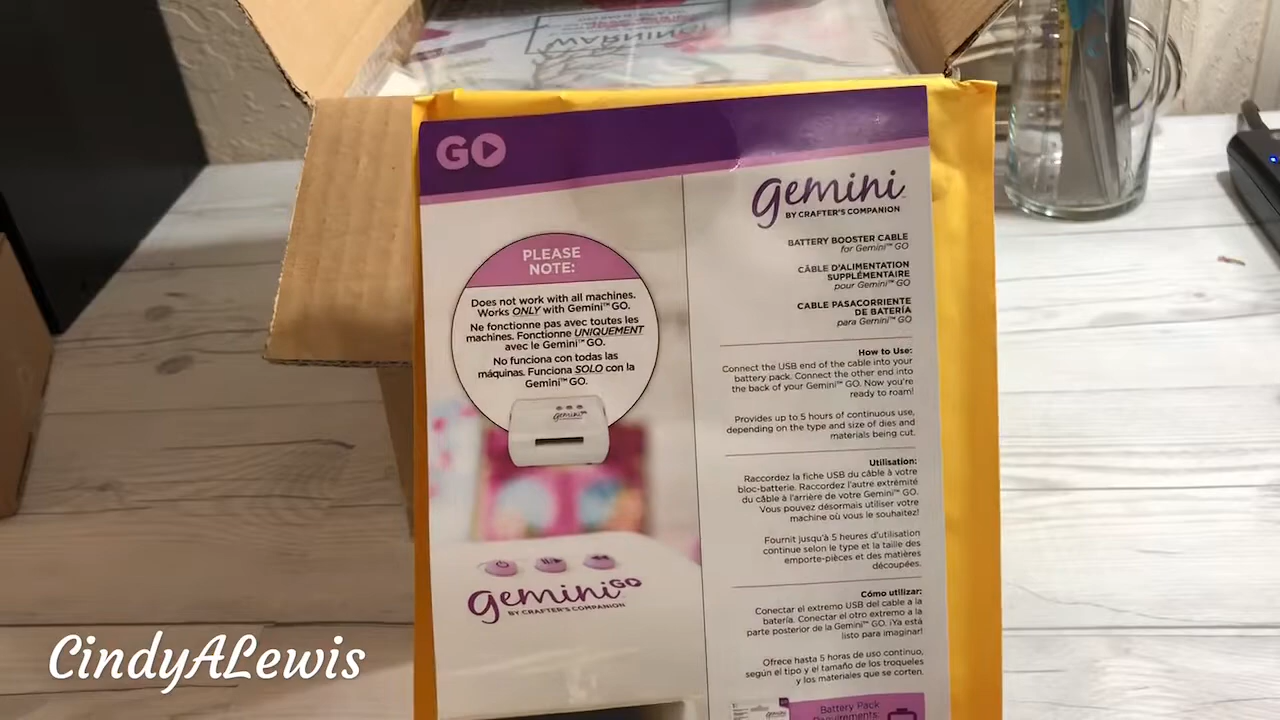 WARNING!
GO
gemini™
BY CRAFTER'S COMPANION
PLEASE
NOTE:
Does not work with all machines.
Works ONLY with Gemini™ GO.
Ne fonctionne pas avec toutes les
machines. Fonctionne UNIQUEMENT
avec le Gemini™ GO.
No funciona con todas las
máquinas. Funciona SOLO con la
Gemini™ GO.
gemini GO
BY CRAFTER'S COMPANION
BATTERY BOOSTER CABLE
for Gemini™ GO
CÂBLE D'ALIMENTATION
SUPPLÉMENTAIRE
pour Gemini™ GO
CABLE PASACORRIENTE
DE BATERÍA
para Gemini™ GO
How to Use:
Connect the USB end of the cable into your
battery pack. Connect the other end into
the back of your Gemini™ GO. Now you're
ready to roam!
Provides up to 5 hours of continuous use,
depending on the type and size of dies and
materials being cut.
Utilisation:
Raccordez la fiche USB du câble à votre
bloc-batterie. Raccordez l'autre extrémité
du câble à l'arrière de votre Gemini™ GO.
Vous pouvez désormais utiliser votre
machine où vous le souhaitez!
Fournit jusqu'à 5 heures d'utilisation
continue selon le type et la taille des
emporte-pièces et des matières
découpées.
Cómo utilizar:
Conectar el extremo USB del cable a la
batería. Conectar el otro extremo a la
parte posterior de la Gemini™ GO. ¡Ya está
listo para imaginar!
Ofrece hasta 5 horas de uso continuo,
según el tipo y el tamaño de los troqueles
y los materiales que se corten.
gemini
Battery Pack
Requirements:
CindyALewis